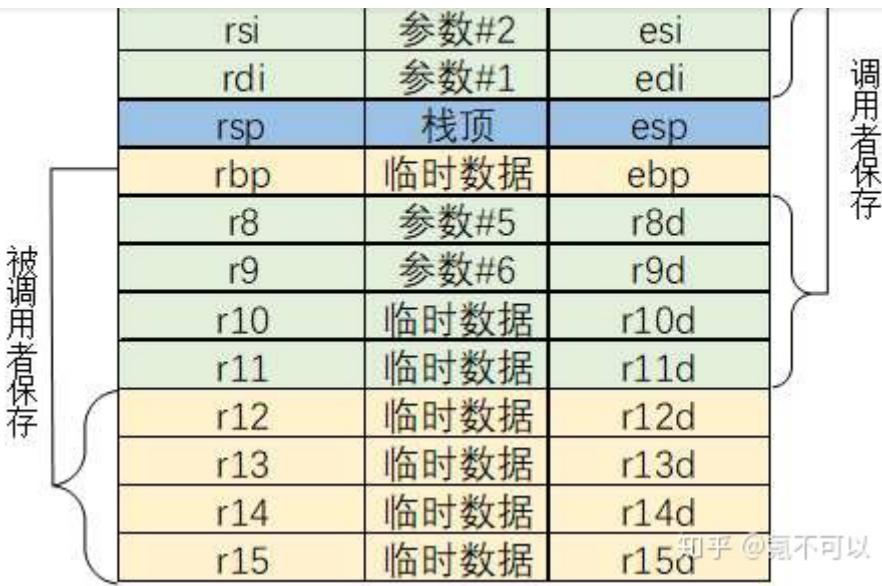 rsi 参数#2 esi
rdi 参数#1 edi
rsp 栈顶 esp
rbp 临时数据 ebp
r8 参数#5 r8d
r9 参数#6 r9d
r10 临时数据 r10d
r11 临时数据 r11d
r12 临时数据 r12d
r13 临时数据 r13d
r14 临时数据 r14d
r15 临时数据 r15d
被调用者保存
调用者保存
知乎 @氪不可以